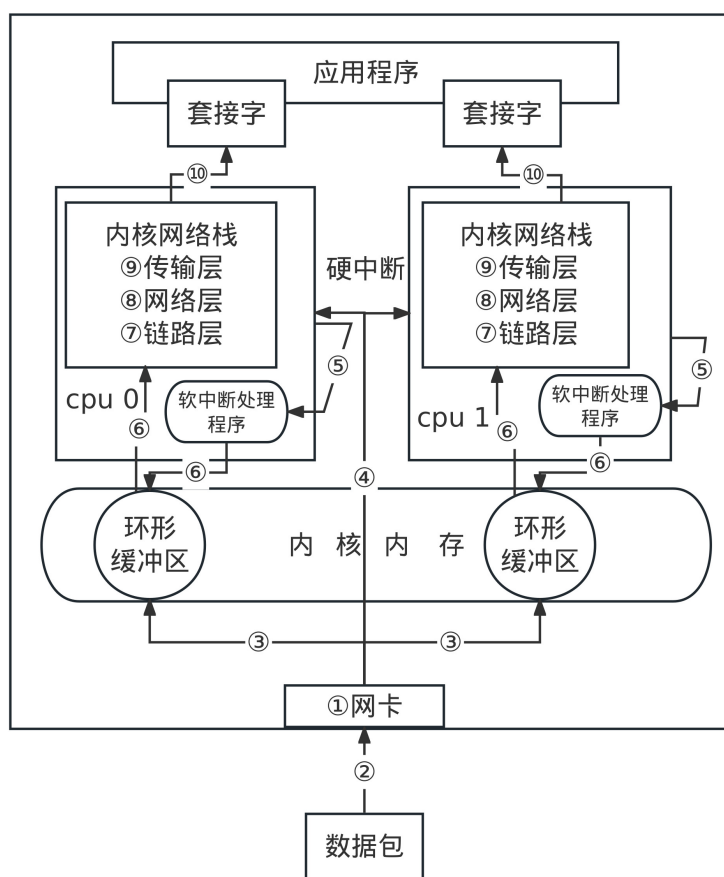 应用程序
套接字
套接字
⑩
⑩
内核网络栈
⑨传输层
⑧网络层
⑦链路层
硬中断
内核网络栈
⑨传输层
⑧网络层
⑦链路层
⑤
⑤
cpu 0
软中断处理
程序
cpu 1
软中断处理
程序
⑥
⑥
⑥
④
⑥
环形
缓冲区
内 核 内 存
环形
缓冲区
③
③
①网卡
②
数据包